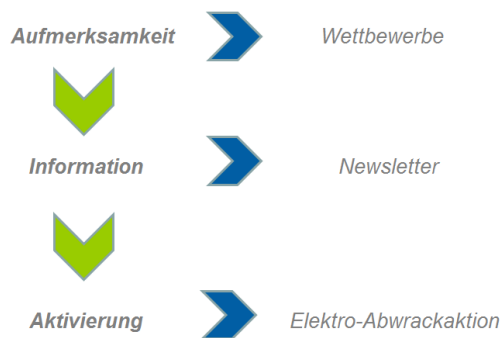 Aufmerksamkeit Wettbewerbe
Information Newsletter
Aktivierung Elektro-Abwrackaktion